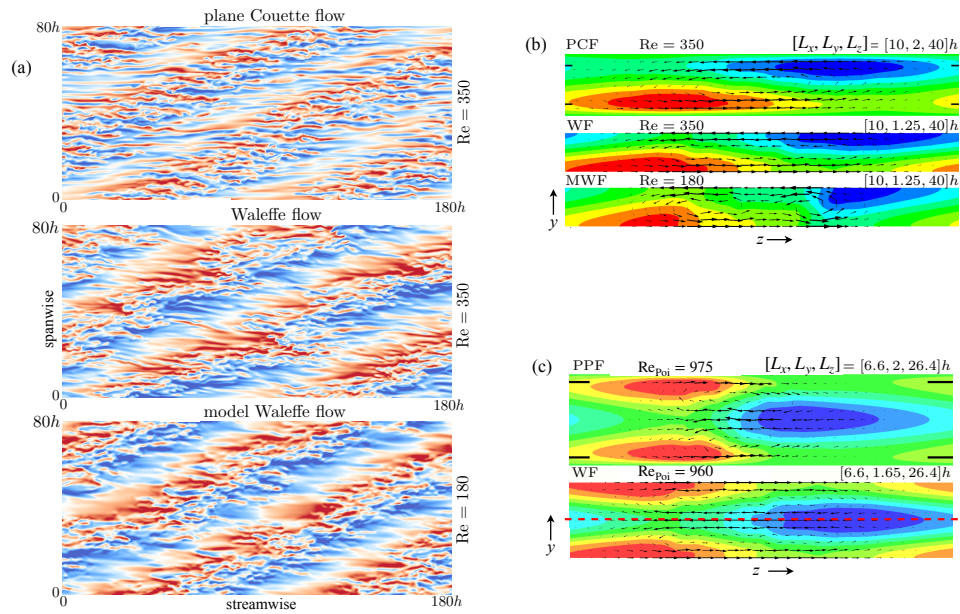 (a)
plane Couette flow
80h
0
0
180h
Re = 350
Waleffe flow
80h
0
0
180h
Re = 350
spanwise
model Waleffe flow
80h
0
0
180h
Re = 180
streamwise
(b)
PCF Re = 350 [Lx, Ly, Lz] = [10, 2, 40]h
WF Re = 350 [10, 1.25, 40]h
MWF Re = 180 [10, 1.25, 40]h
y
z
(c)
PPF RePoi = 975 [Lx, Ly, Lz] = [6.6, 2, 26.4]h
WF RePoi = 960 [6.6, 1.65, 26.4]h
y
z